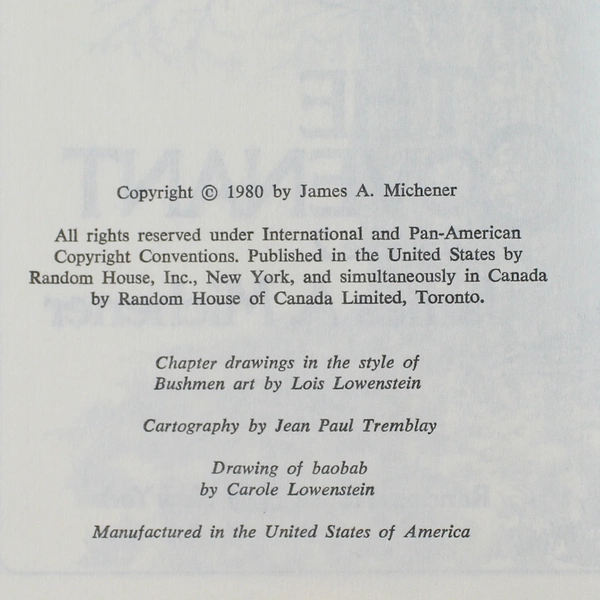 Copyright © 1980 by James A. Michener
All rights reserved under International and Pan-American
Copyright Conventions. Published in the United States by
Random House, Inc., New York, and simultaneously in Canada
by Random House of Canada Limited, Toronto.
Chapter drawings in the style of
Bushmen art by Lois Lowenstein
Cartography by Jean Paul Tremblay
Drawing of baobab
by Carole Lowenstein
Manufactured in the United States of America